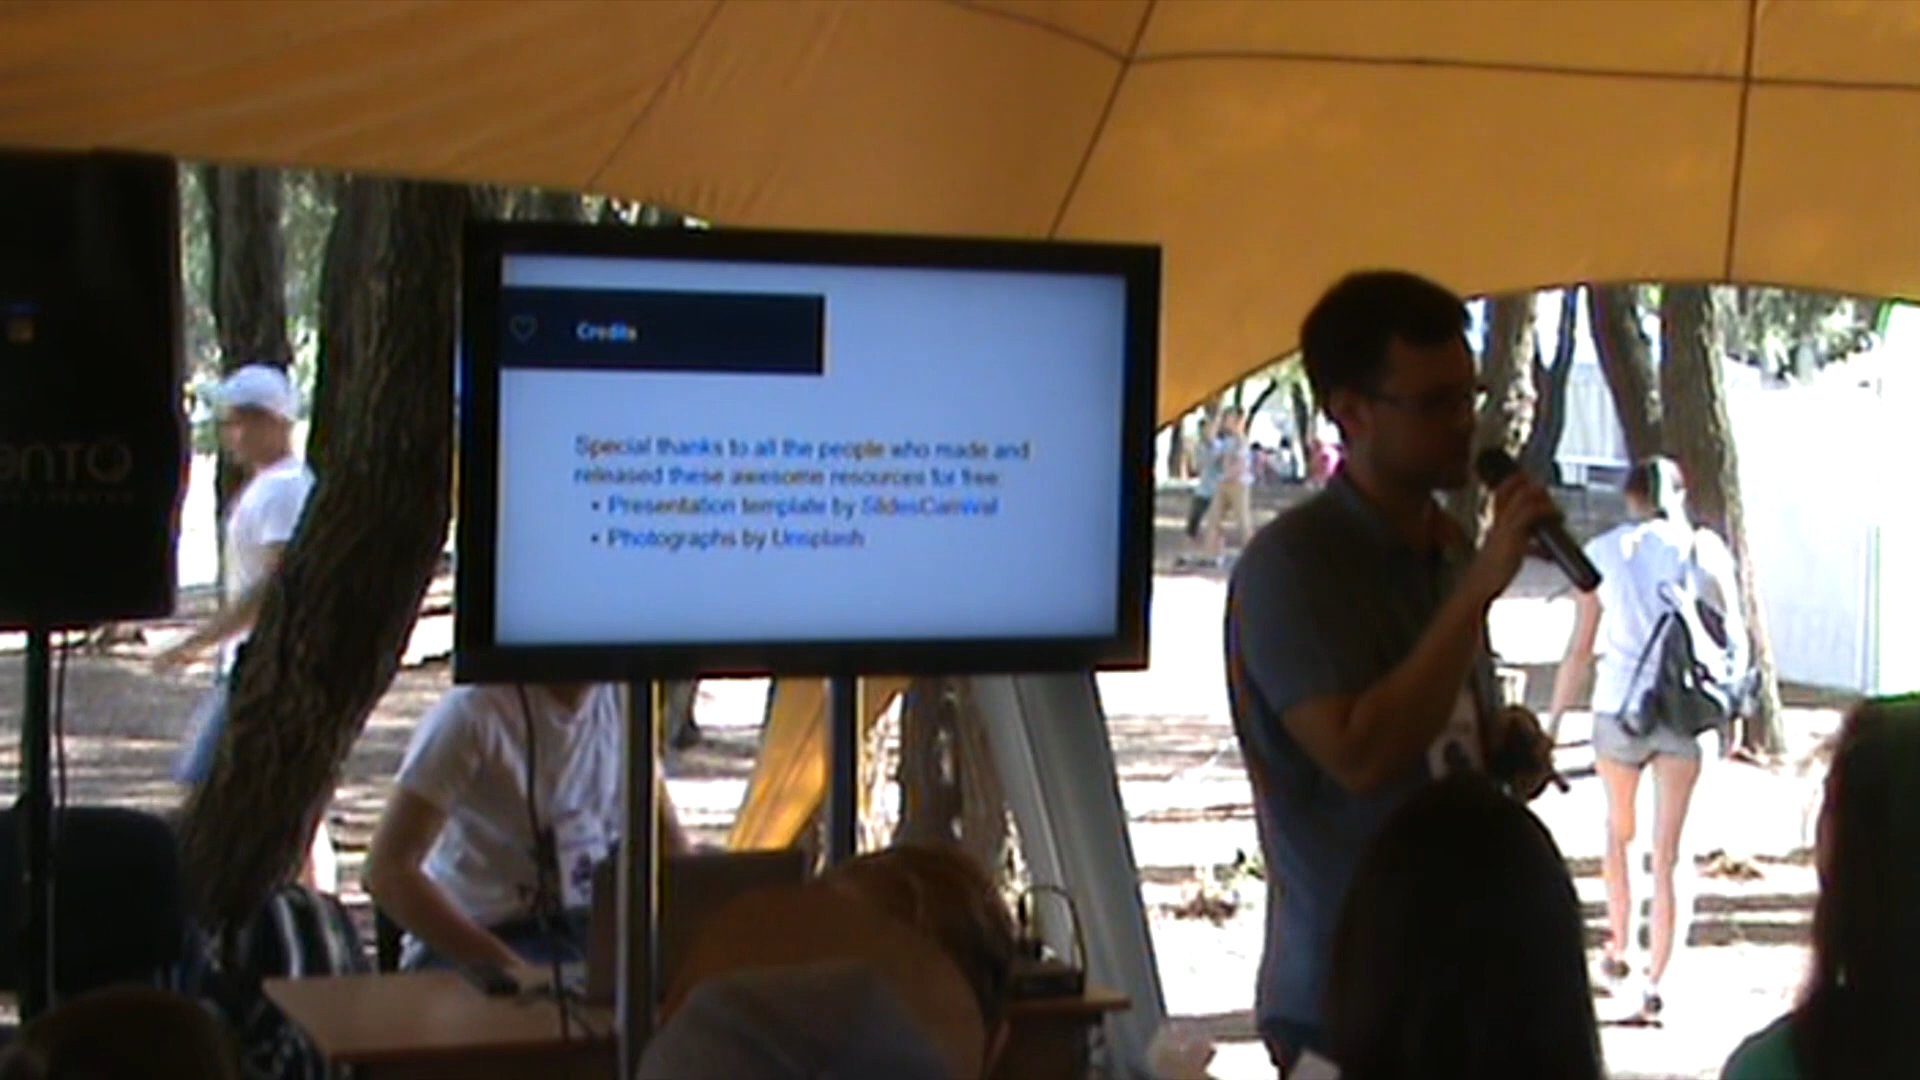 Credits
Special thanks to all the people who made and
released these awesome resources for free:
• Presentation template by SlidesCarnival
• Photographs by Unsplash